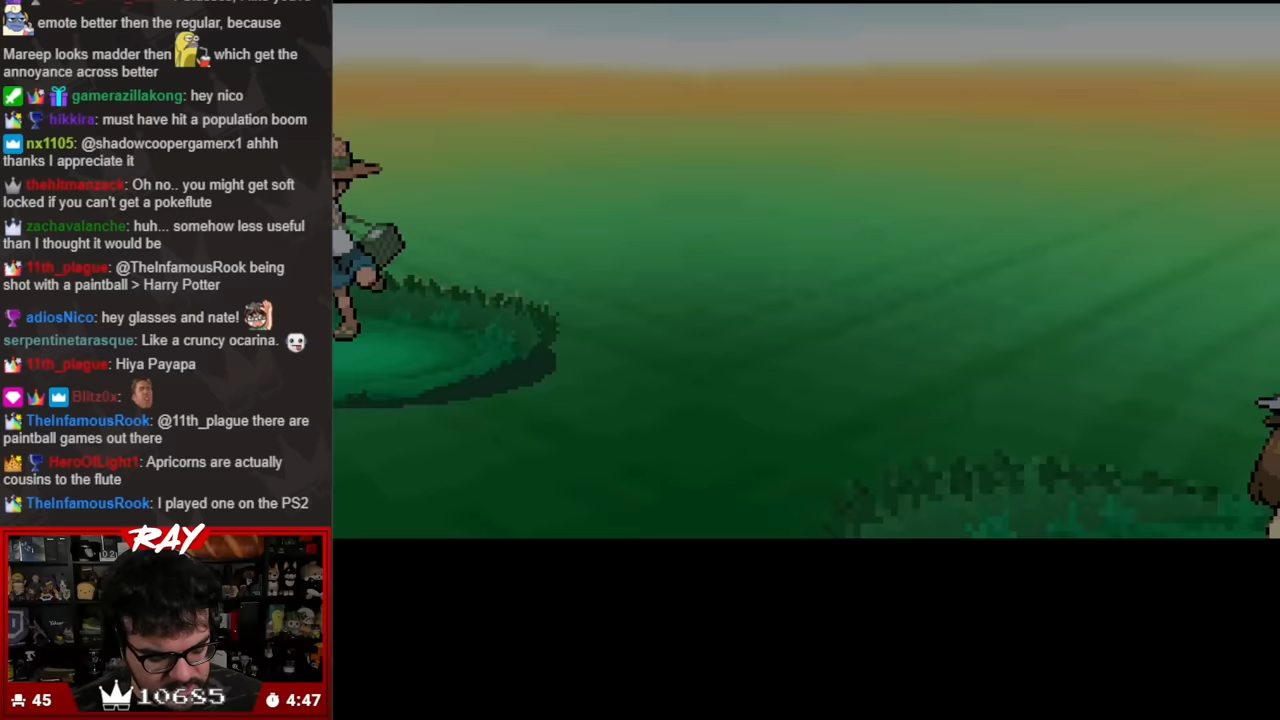 emote better then the regular, because
Mareep looks madder then which get the
annoyance across better
gamerazillakong: hey nico
hikkira: must have hit a population boom
nx1105: @shadowcoopergamerx1 ahhh
thanks I appreciate it
thehitmanzack: Oh no.. you might get soft
locked if you can't get a pokeflute
zachavalanche: huh... somehow less useful
than I thought it would be
11th_plague: @TheInfamousRook being
shot with a paintball > Harry Potter
adiosNico: hey glasses and nate!
serpentinetarasque: Like a cruncy ocarina.
11th_plague: Hiya Payapa
Blitz0x:
TheInfamousRook: @11th_plague there are
paintball games out there
HeroOfLight1: Apricorns are actually
cousins to the flute
TheInfamousRook: I played one on the PS2
RAY
45 10685 4:47